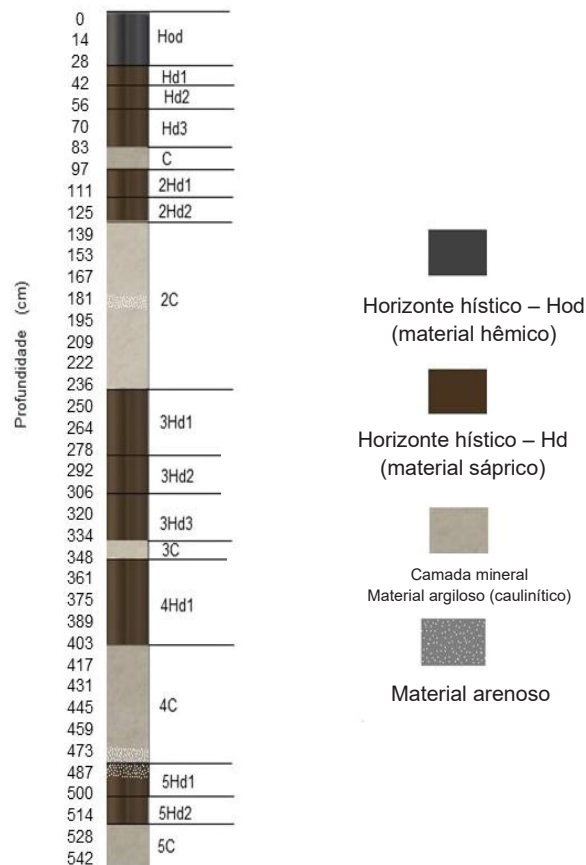 Profundidade (cm)
0
14
28
42
56
70
83
97
111
125
139
153
167
181
195
209
222
236
250
264
278
292
306
320
334
348
361
375
389
403
417
431
445
459
473
487
500
514
528
542
Hod
Hd1
Hd2
Hd3
C
2Hd1
2Hd2
2C
3Hd1
3Hd2
3Hd3
3C
4Hd1
4C
5Hd1
5Hd2
5C
Horizonte hístico – Hod
(material hêmico)
Horizonte hístico – Hd
(material sáprico)
Camada mineral
Material argiloso (caulinítico)
Material arenoso